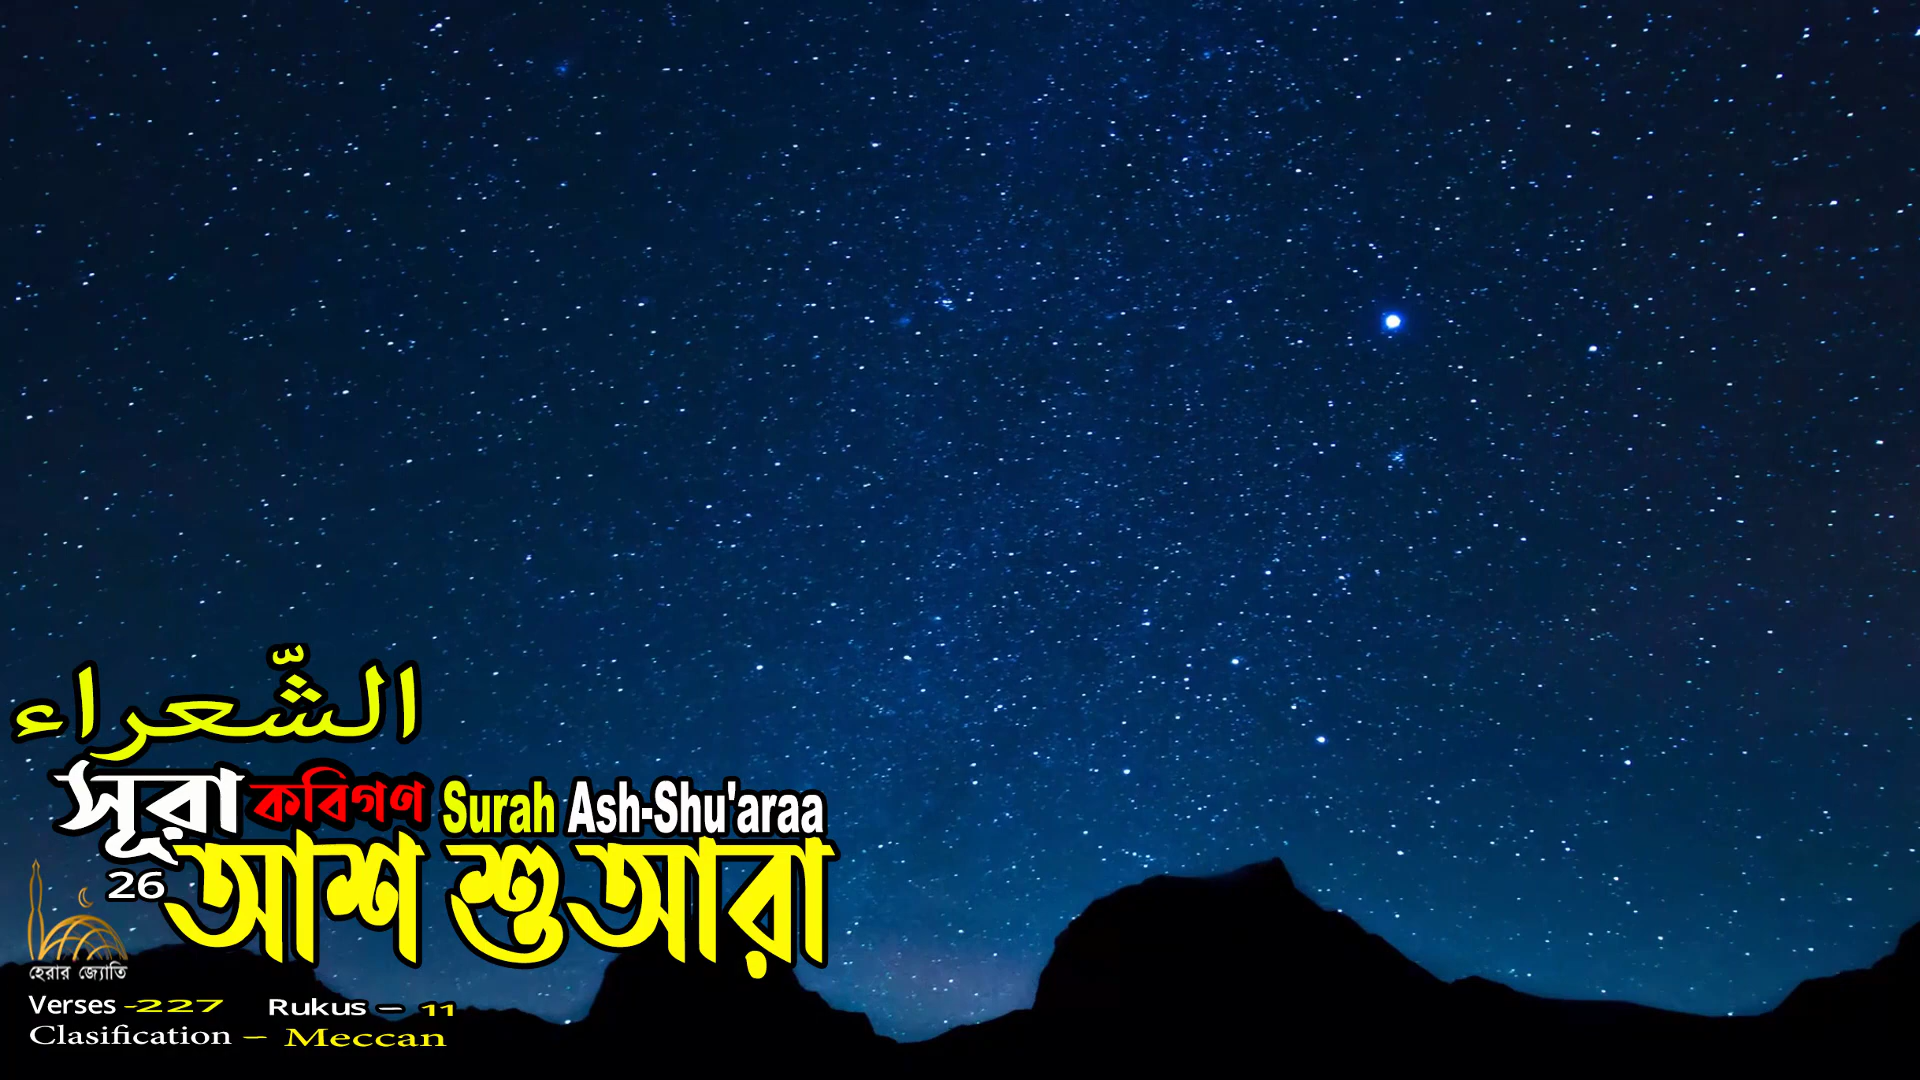 الشّعراء
সূরা কবিগণ Surah Ash-Shu'araa
26 আশ শুআরা
হেরার জ্যোতি
Verses -227 Rukus - 11
Clasification - Meccan